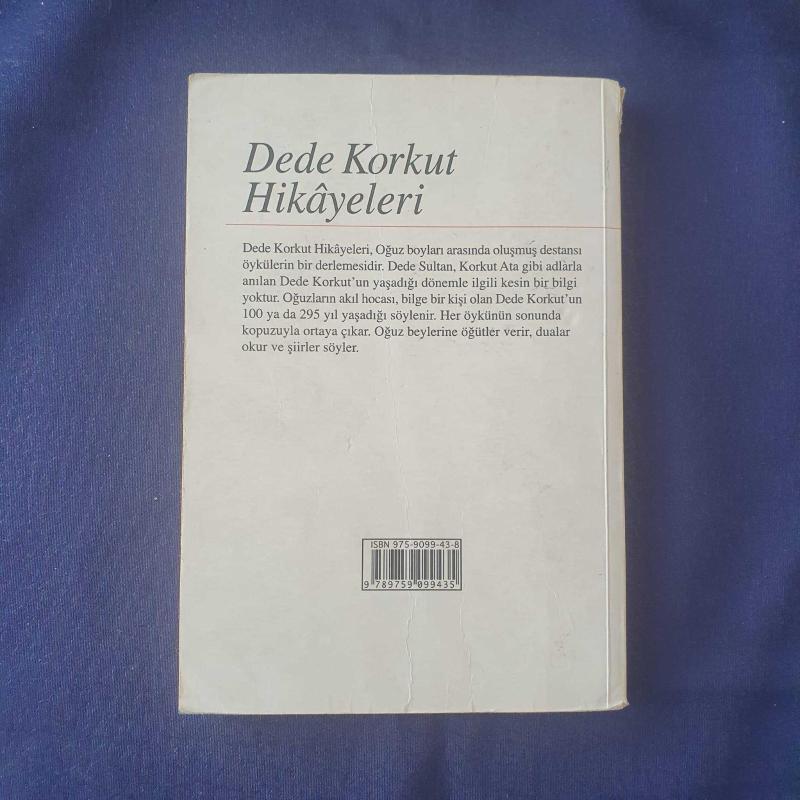 Dede Korkut
Hikâyeleri
Dede Korkut Hikâyeleri, Oğuz boyları arasında oluşmuş destansı
öykülerin bir derlemesidir. Dede Sultan, Korkut Ata gibi adlarla
anılan Dede Korkut'un yaşadığı dönemle ilgili kesin bir bilgi
yoktur. Oğuzların akıl hocası, bilge bir kişi olan Dede Korkut'un
100 ya da 295 yıl yaşadığı söylenir. Her öykünün sonunda
kopuzuyla ortaya çıkar. Oğuz beylerine öğütler verir, dualar
okur ve şiirler söyler.
ISBN 975-9099-43-8
9 789759 099435